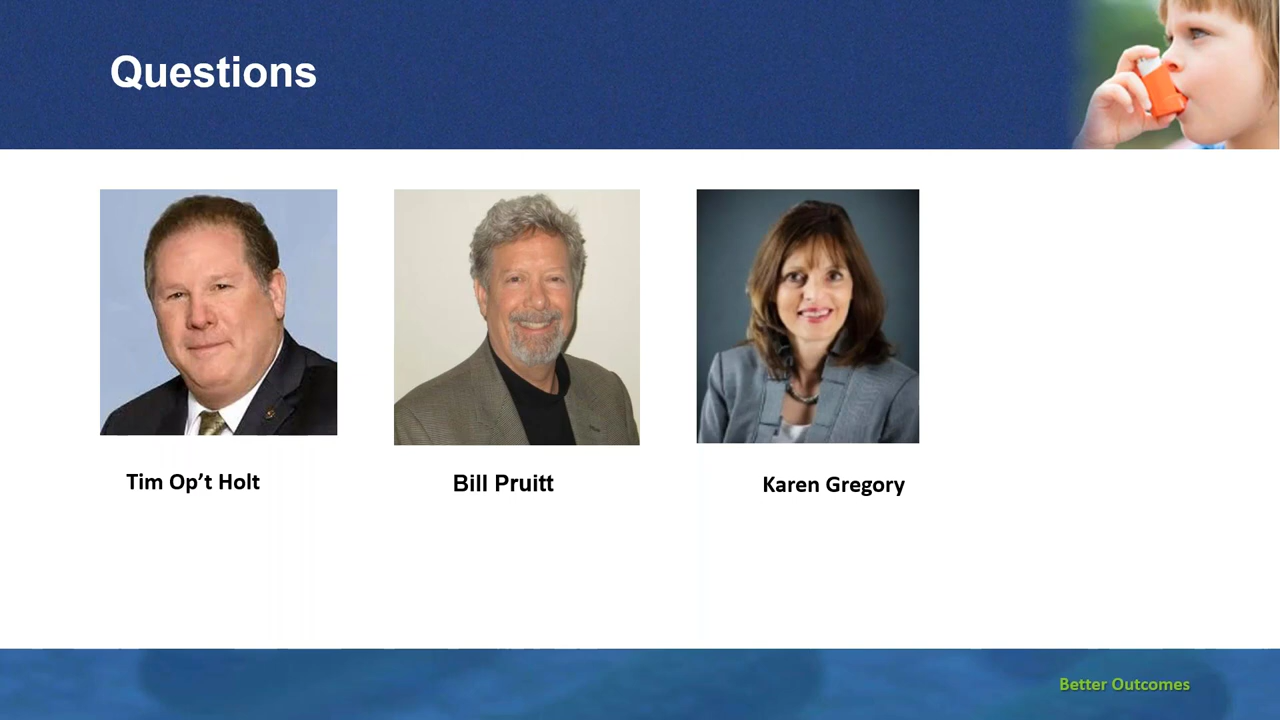 Questions
Tim Op’t Holt
Bill Pruitt
Karen Gregory
Better Outcomes